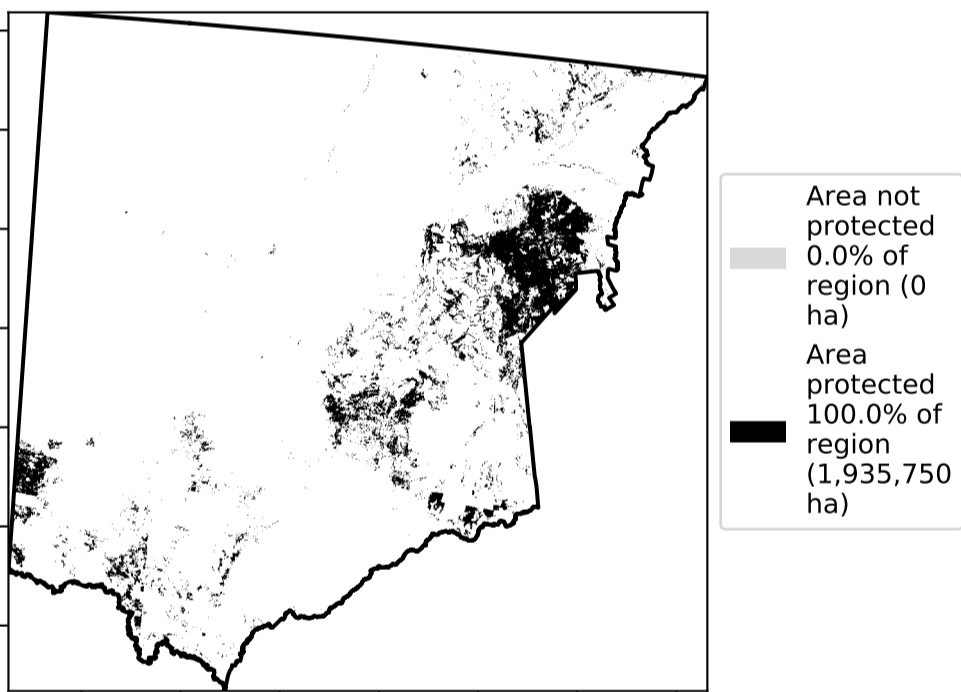 Area not
protected
0.0% of
region (0
ha)
Area
protected
100.0% of
region
(1,935,750
ha)